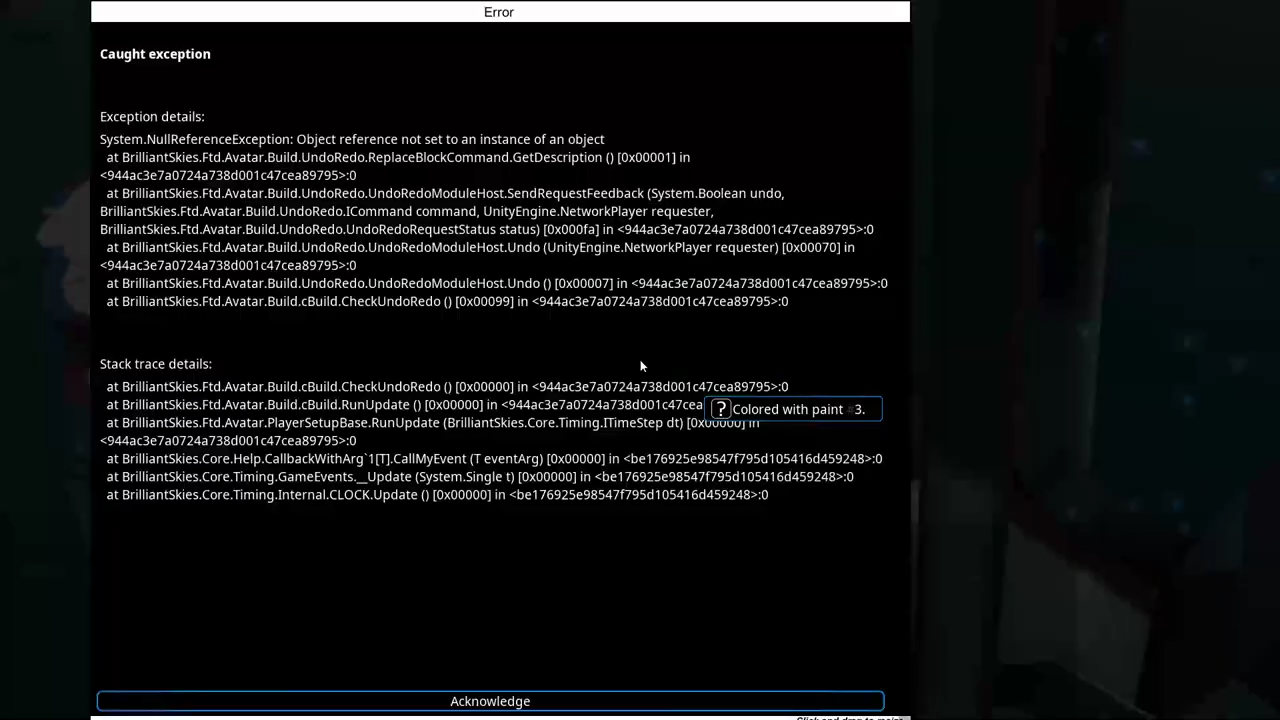 Error
Caught exception
Exception details:
System.NullReferenceException: Object reference not set to an instance of an object
at BrilliantSkies.Ftd.Avatar.Build.UndoRedo.ReplaceBlockCommand.GetDescription () [0x00001] in
<944ac3e7a0724a738d001c47cea89795>:0
at BrilliantSkies.Ftd.Avatar.Build.UndoRedo.UndoRedoModuleHost.SendRequestFeedback (System.Boolean undo,
BrilliantSkies.Ftd.Avatar.Build.UndoRedo.ICommand command, UnityEngine.NetworkPlayer requester,
BrilliantSkies.Ftd.Avatar.Build.UndoRedo.UndoRedoRequestStatus status) [0x000fa] in <944ac3e7a0724a738d001c47cea89795>:0
at BrilliantSkies.Ftd.Avatar.Build.UndoRedo.UndoRedoModuleHost.Undo (UnityEngine.NetworkPlayer requester) [0x00070] in
<944ac3e7a0724a738d001c47cea89795>:0
at BrilliantSkies.Ftd.Avatar.Build.UndoRedo.UndoRedoModuleHost.Undo () [0x00007] in <944ac3e7a0724a738d001c47cea89795>:0
at BrilliantSkies.Ftd.Avatar.Build.cBuild.CheckUndoRedo () [0x00099] in <944ac3e7a0724a738d001c47cea89795>:0
Stack trace details:
at BrilliantSkies.Ftd.Avatar.Build.cBuild.CheckUndoRedo () [0x00000] in <944ac3e7a0724a738d001c47cea89795>:0
at BrilliantSkies.Ftd.Avatar.Build.cBuild.RunUpdate () [0x00000] in <944ac3e7a0724a738d001c47cea
? Colored with paint #3.
at BrilliantSkies.Ftd.Avatar.PlayerSetupBase.RunUpdate (BrilliantSkies.Core.Timing.ITimeStep dt) [0x00000] in
<944ac3e7a0724a738d001c47cea89795>:0
at BrilliantSkies.Core.Help.CallbackWithArg`1[T].CallMyEvent (T eventArg) [0x00000] in <be176925e98547f795d105416d459248>:0
at BrilliantSkies.Core.Timing.GameEvents.__Update (System.Single t) [0x00000] in <be176925e98547f795d105416d459248>:0
at BrilliantSkies.Core.Timing.Internal.CLOCK.Update () [0x00000] in <be176925e98547f795d105416d459248>:0
Acknowledge